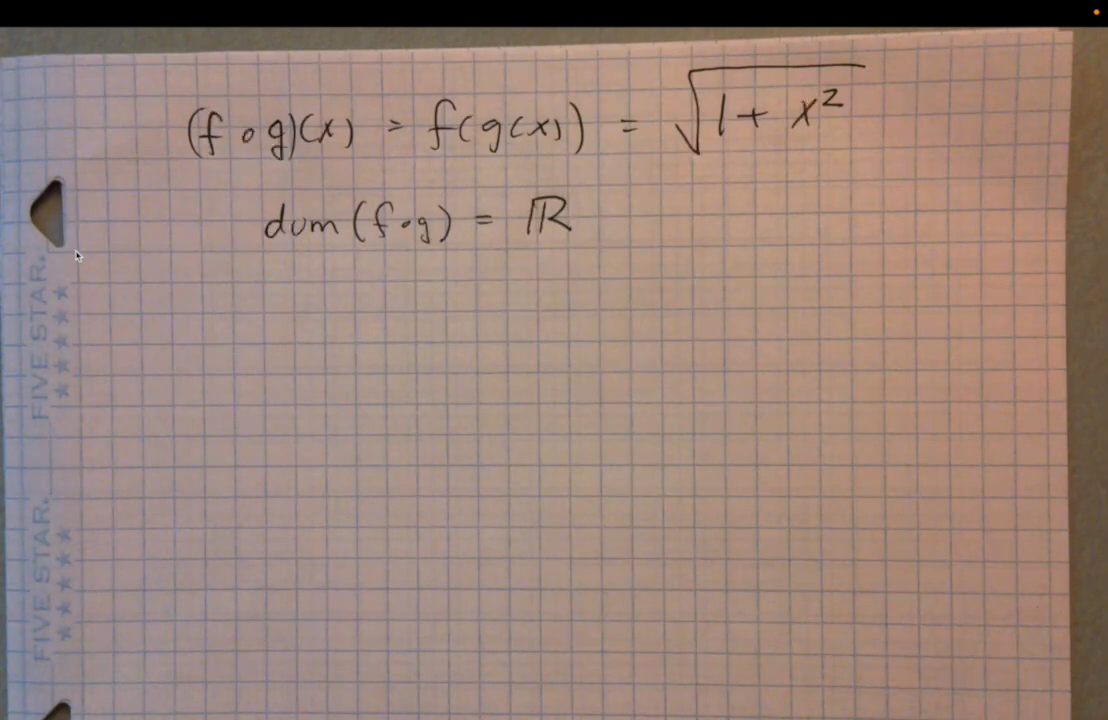 (f∘g)(x) = f(g(x)) = √(1 + x²)
dom(f∘g) = ℝ
FIVE STAR.
★★★★★
FIVE STAR.
★★★★★